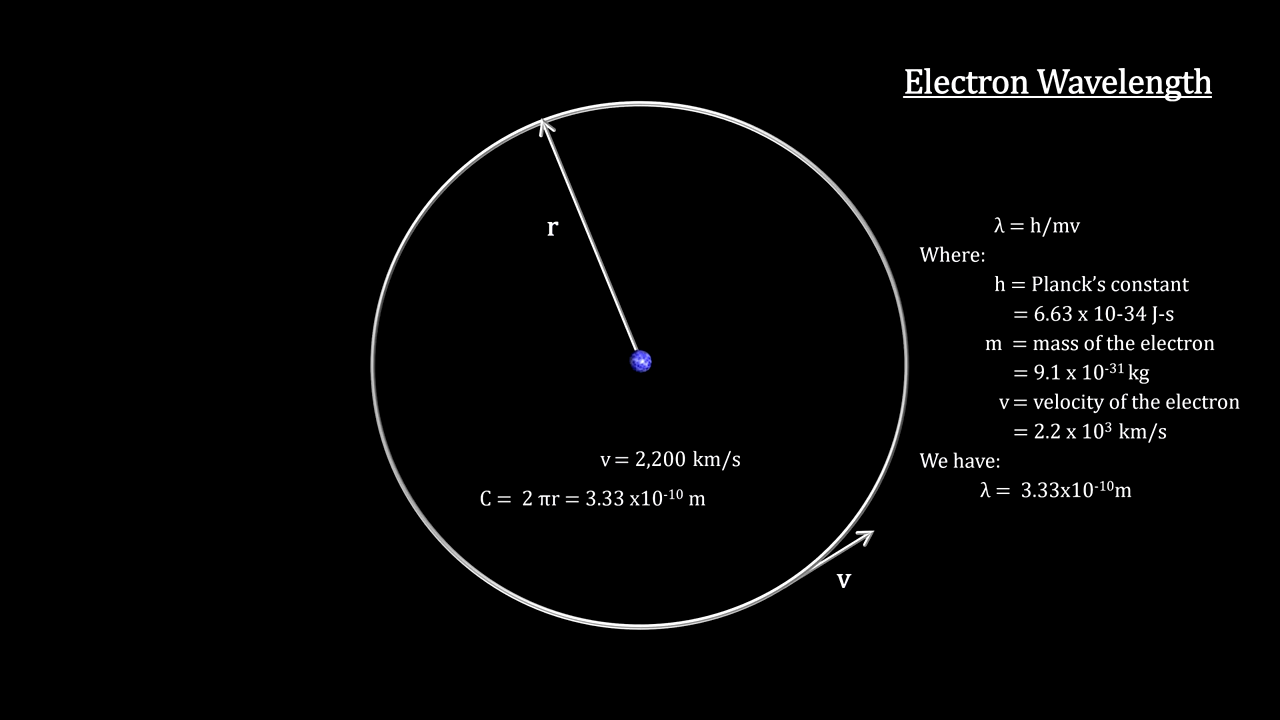 Electron Wavelength
r
λ = h/mv
Where:
h = Planck’s constant
= 6.63 x 10-34 J-s
m = mass of the electron
= 9.1 x 10⁻³¹ kg
v = velocity of the electron
= 2.2 x 10³ km/s
v = 2,200 km/s
We have:
C = 2 πr = 3.33 x10⁻¹⁰ m
λ = 3.33x10⁻¹⁰m
v